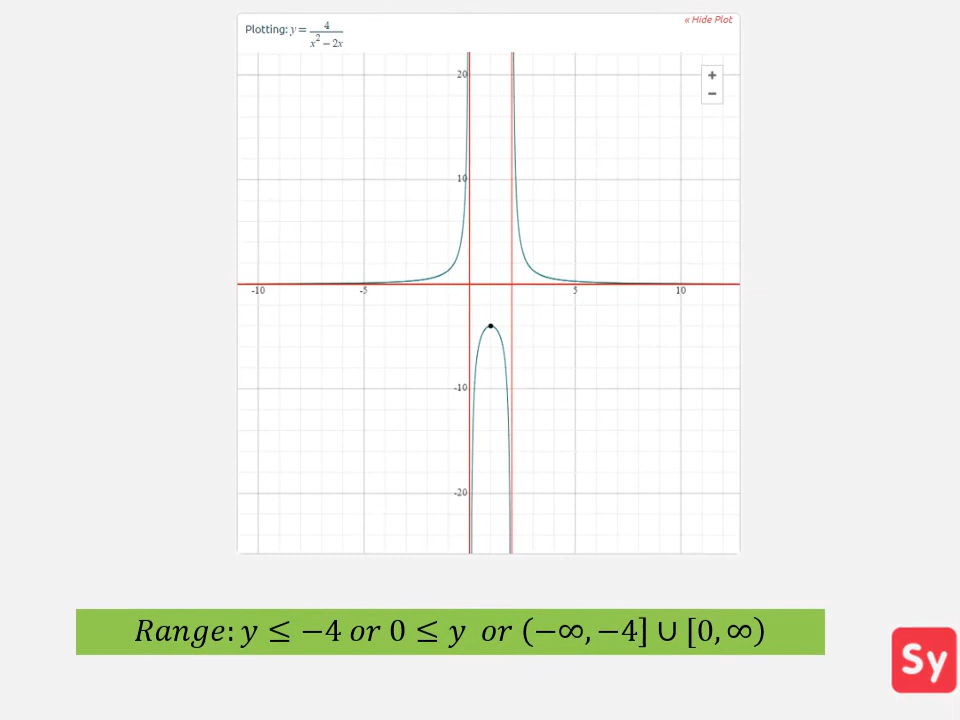 Plotting: y = 4 / (x² − 2x)
« Hide Plot
+
−
20
10
-10
-5
5
10
-10
-20
Range: y ≤ −4 or 0 ≤ y or (−∞, −4] ∪ [0, ∞)
Sy